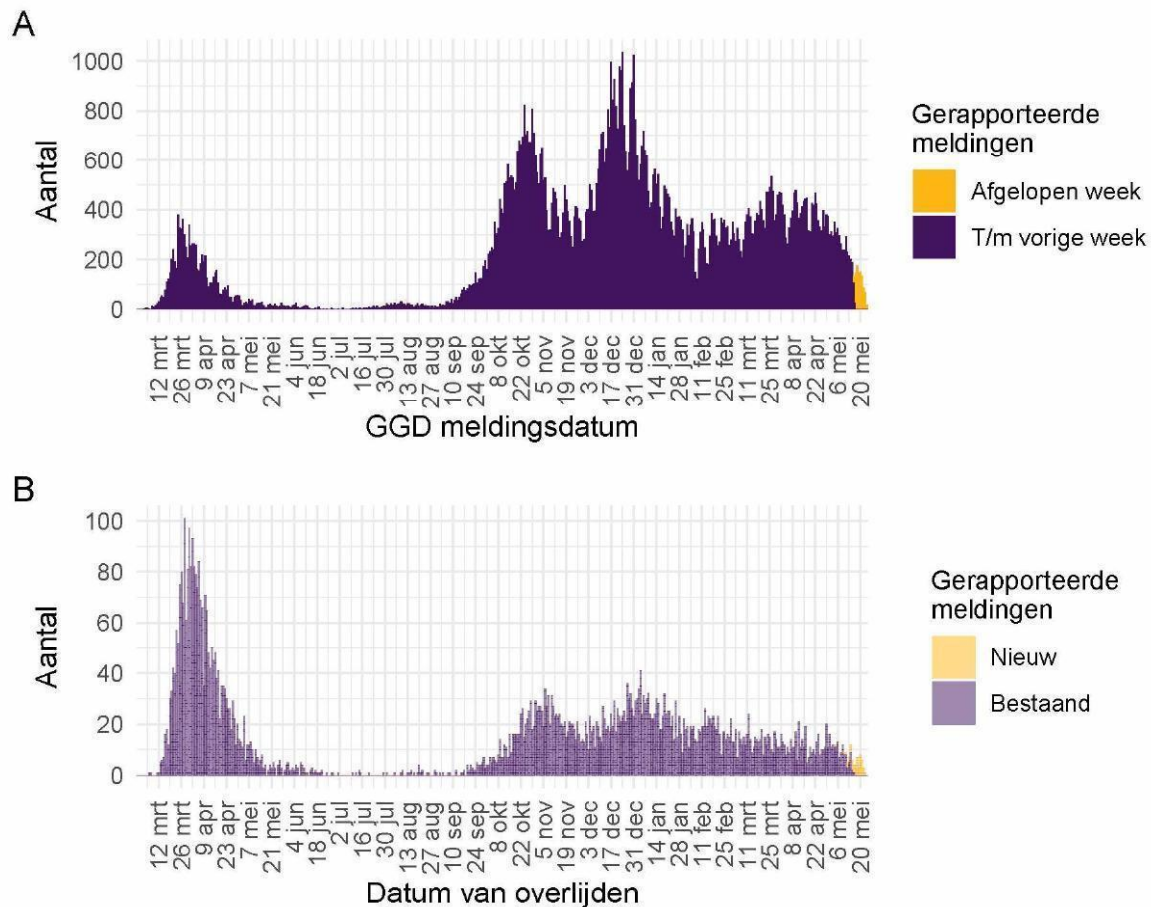 A
1000
800
600
400
200
0
Aantal
12 mrt
26 mrt
9 apr
23 apr
7 mei
21 mei
4 jun
18 jun
2 jul
16 jul
30 jul
13 aug
27 aug
10 sep
24 sep
8 okt
22 okt
5 nov
19 nov
3 dec
17 dec
31 dec
14 jan
28 jan
11 feb
25 feb
11 mrt
25 mrt
8 apr
22 apr
6 mei
20 mei
GGD meldingsdatum
Gerapporteerde
meldingen
Afgelopen week
T/m vorige week
B
100
80
60
40
20
0
Aantal
12 mrt
26 mrt
9 apr
23 apr
7 mei
21 mei
4 jun
18 jun
2 jul
16 jul
30 jul
13 aug
27 aug
10 sep
24 sep
8 okt
22 okt
5 nov
19 nov
3 dec
17 dec
31 dec
14 jan
28 jan
11 feb
25 feb
11 mrt
25 mrt
8 apr
22 apr
6 mei
20 mei
Datum van overlijden
Gerapporteerde
meldingen
Nieuw
Bestaand